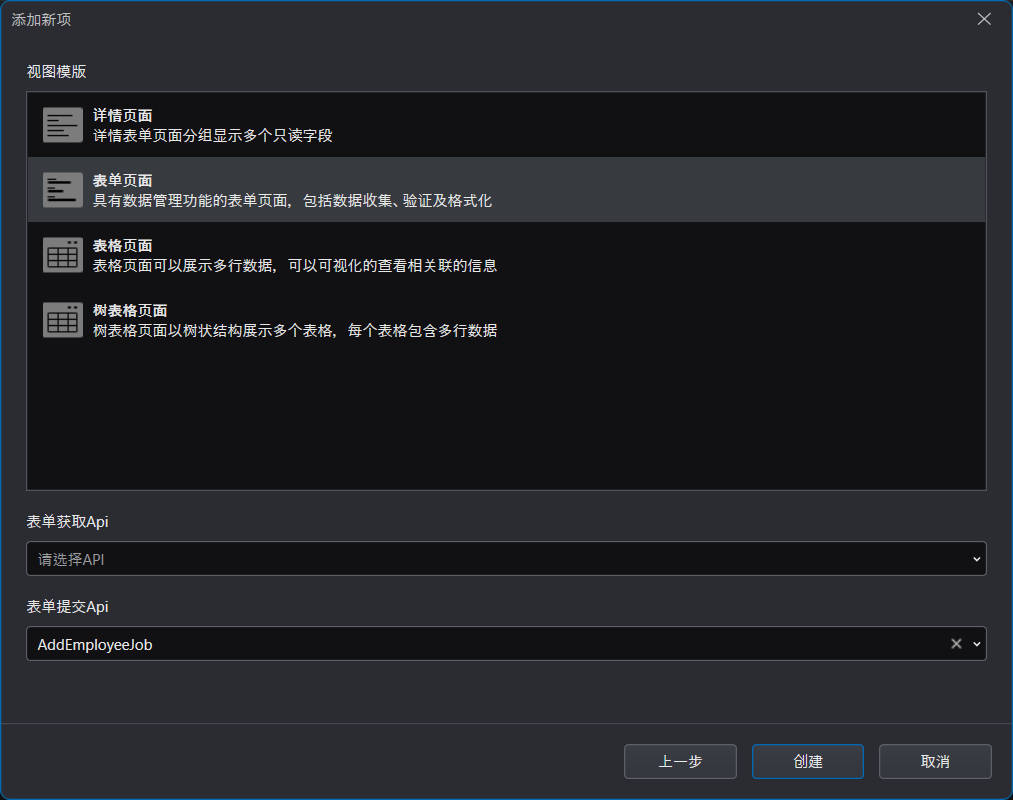 添加新项
视图模版
详情页面
详情表单页面分组显示多个只读字段
表单页面
具有数据管理功能的表单页面，包括数据收集、验证及格式化
表格页面
表格页面可以展示多行数据，可以可视化的查看相关联的信息
树表格页面
树表格页面以树状结构展示多个表格，每个表格包含多行数据
表单获取Api
请选择API
表单提交Api
AddEmployeeJob
上一步
创建
取消